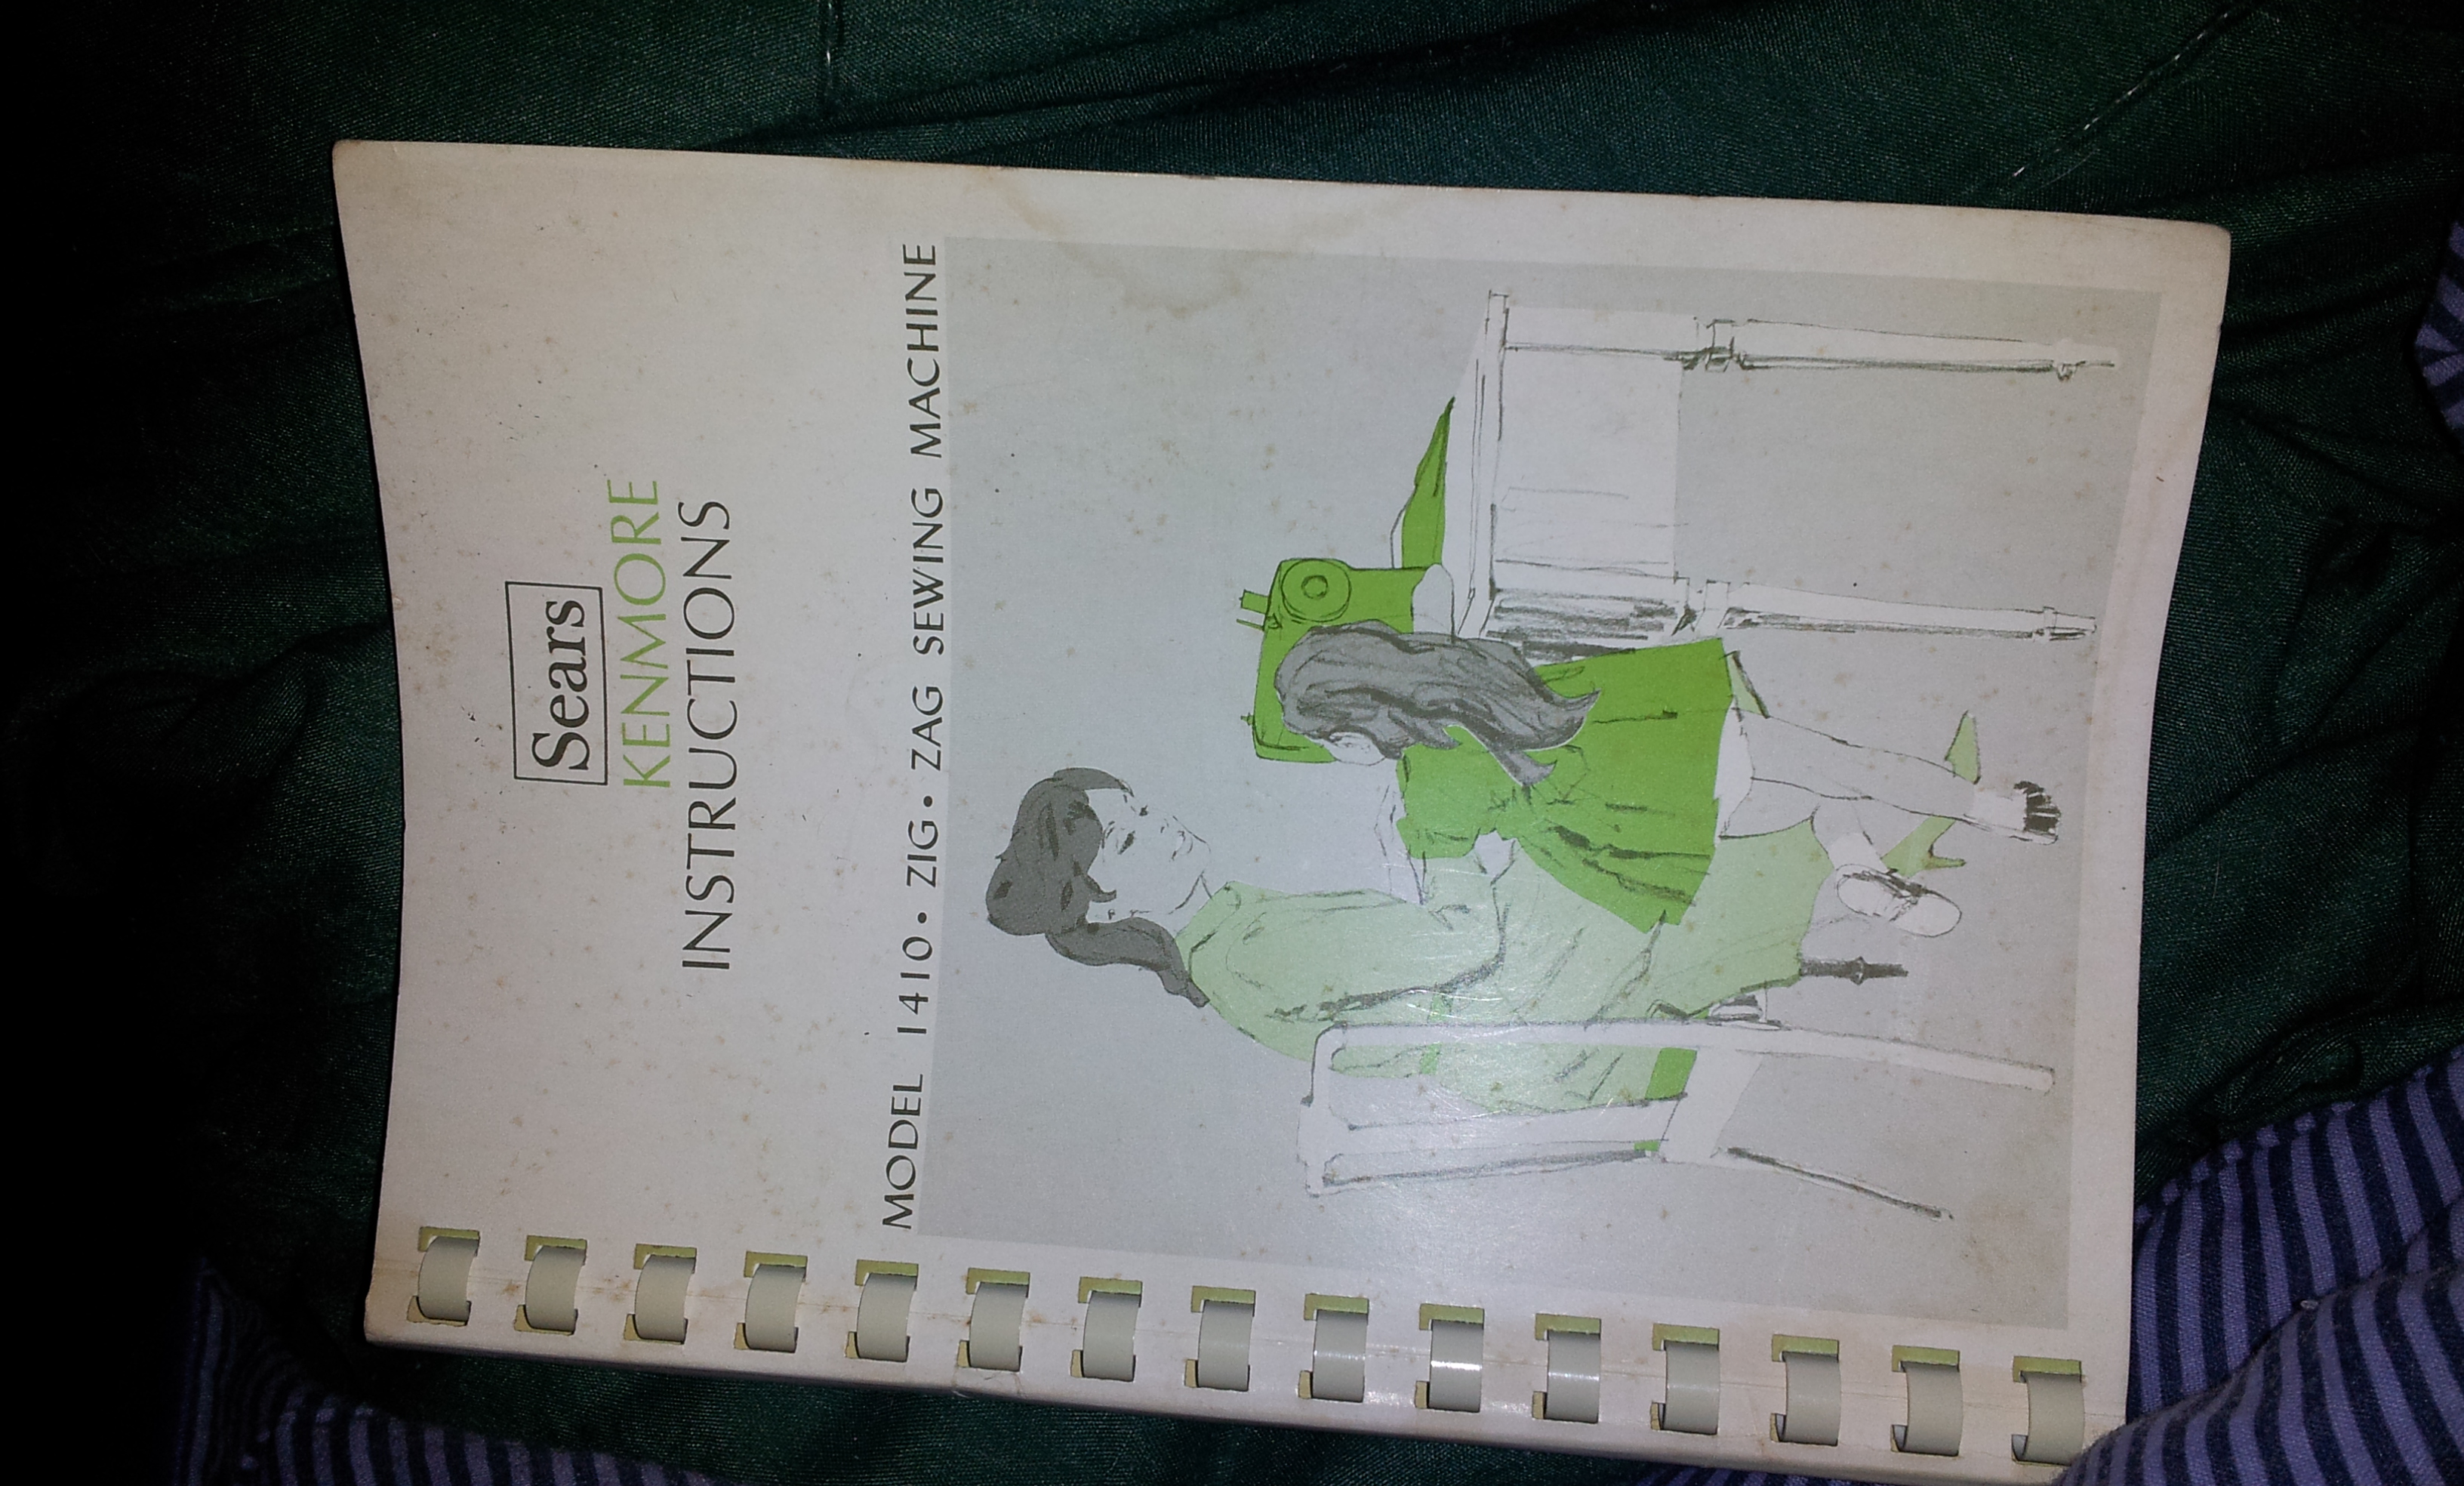 Sears
KENMORE
INSTRUCTIONS
MODEL 1410 • ZIG • ZAG SEWING MACHINE